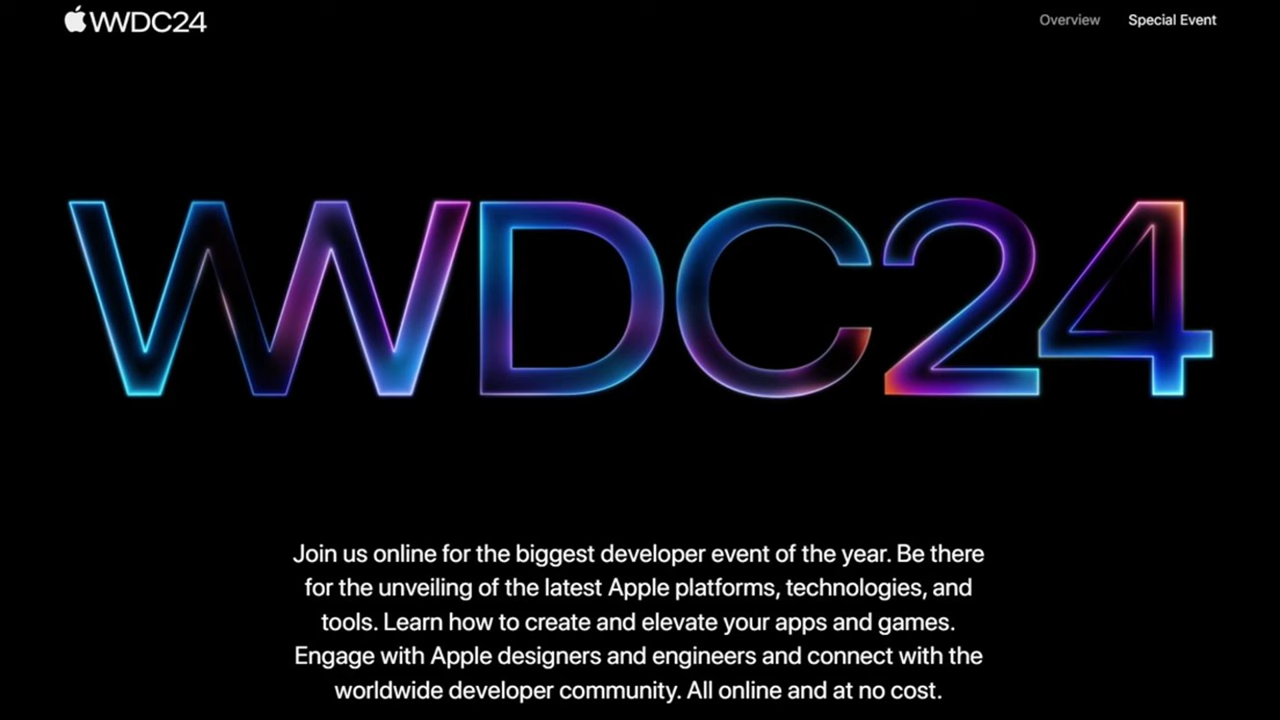 WWDC24
Overview
Special Event
WWDC24
Join us online for the biggest developer event of the year. Be there
for the unveiling of the latest Apple platforms, technologies, and
tools. Learn how to create and elevate your apps and games.
Engage with Apple designers and engineers and connect with the
worldwide developer community. All online and at no cost.